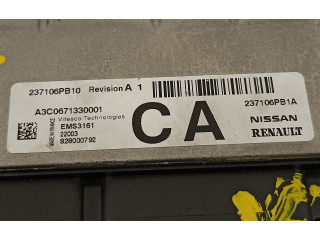 237106PB10 Revision A 1
A3C0671330001
237106PB1A
Vitesco Technologies
MADE IN FRANCE
EMS3161
22003
828000792
CA
NISSAN
RENAULT